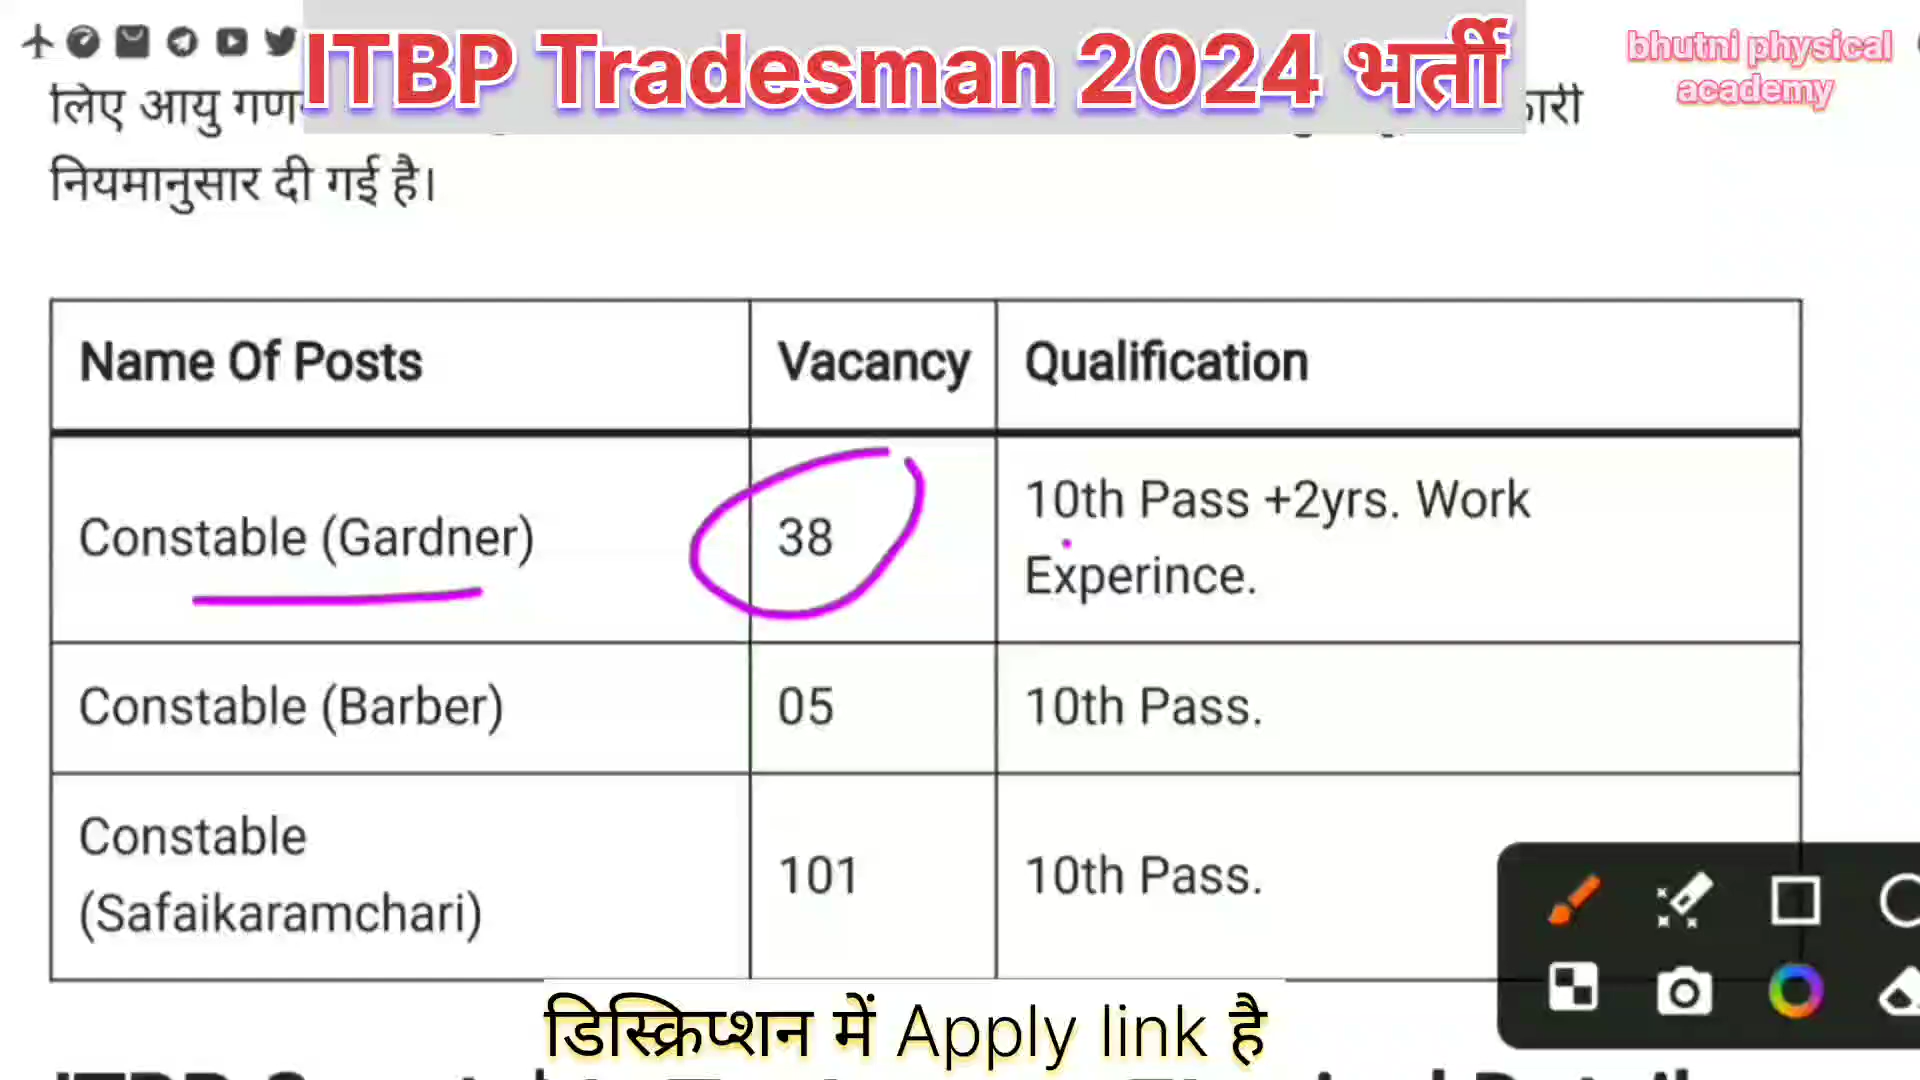 ITBP Tradesman 2024 भर्ती
bhutni physical
academy
लिए आयु
नियमानुसार दी गई है।
Name Of Posts Vacancy Qualification
Constable (Gardner) 38 10th Pass +2yrs. Work
Experince.
Constable (Barber) 05 10th Pass.
Constable
(Safaikaramchari) 101 10th Pass.
डिस्क्रिप्शन में Apply link है